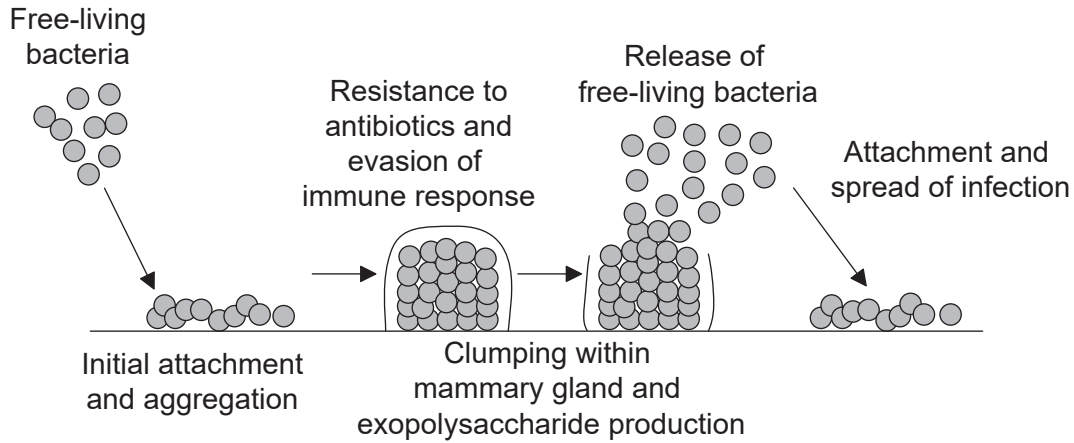 Free-living
bacteria
Resistance to
antibiotics and
evasion of
immune response
Release of
free-living bacteria
Attachment and
spread of infection
Initial attachment
and aggregation
Clumping within
mammary gland and
exopolysaccharide production